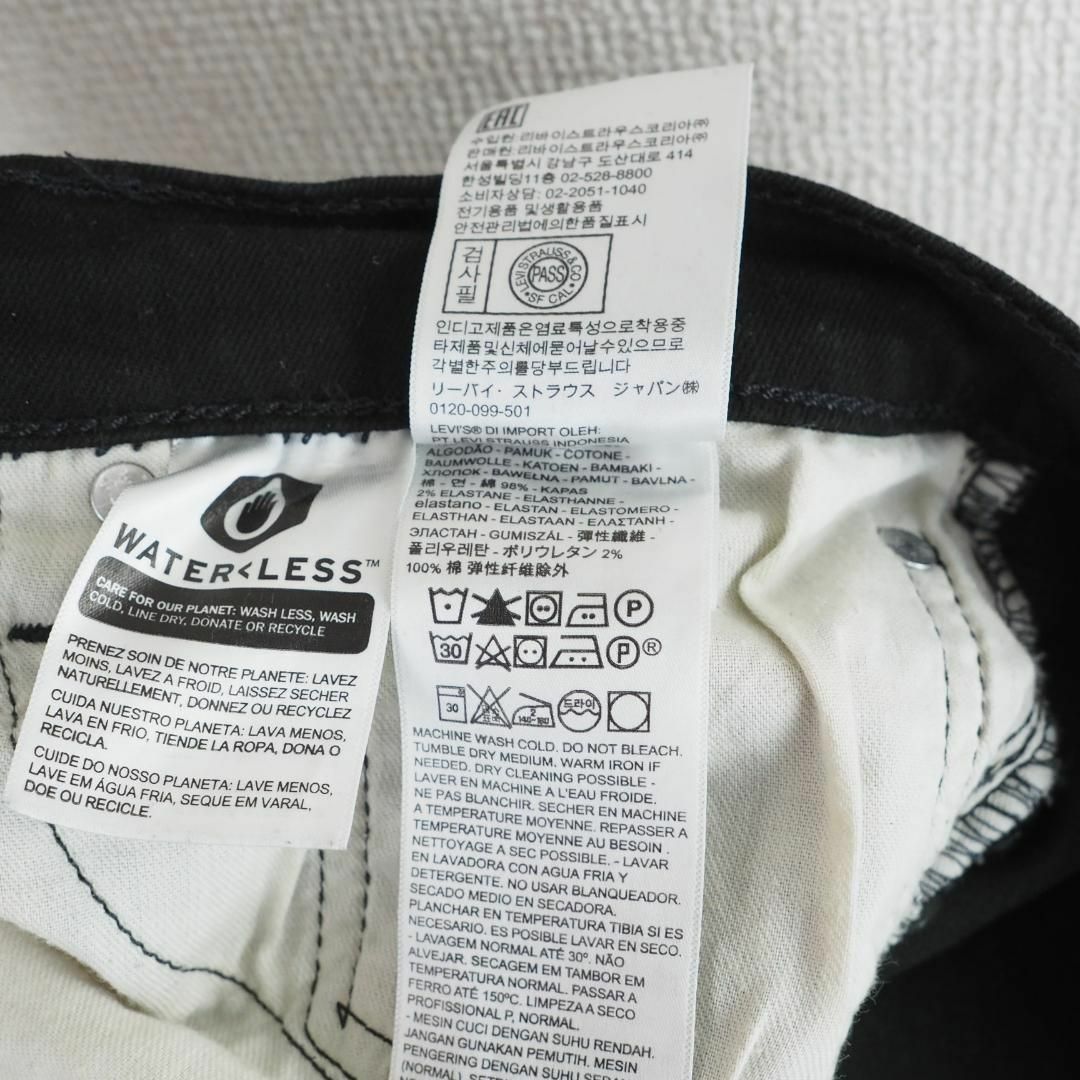 EAC
수입원:리바이스트라우스코리아㈜
판매원:리바이스트라우스코리아㈜
서울특별시 강남구 도산대로 414
한성빌딩11층 02-528-8800
소비자상담: 02-2051-1040
전기용품 및생활용품
안전관리법에의한품질표시
검사필
LEVI STRAUSS & CO
PASS
SF CAL
인디고제품은염료특성으로착용중
타제품및신체에묻어날수있으므로
각별한주의를당부드립니다
リーバイ・ストラウス ジャパン㈱
0120-099-501
LEVI'S® DI IMPORT OLEH:
PT LEVI STRAUSS INDONESIA
ALGODÃO - PAMUK - COTONE -
BAUMWOLLE - KATOEN - BAMBAKI -
ХЛОПОК - BAWEŁNA - PAMUT - BAVLNA -
棉 - 면 - 綿 98% - KAPAS
2% ELASTANE - ELASTHANNE -
elastano - ELASTAN - ELASTOMERO -
ELASTHAN - ELASTAAN - ΕΛΑΣΤΑΝΗ -
ЭЛАСТАН - GUMISZÁL - 彈性纖維 -
폴리우레탄 - ポリウレタン 2%
100% 棉 弹性纤维除外
P
30 P ®
30 2 140~160 드라이
MACHINE WASH COLD. DO NOT BLEACH.
TUMBLE DRY MEDIUM. WARM IRON IF
NEEDED. DRY CLEANING POSSIBLE -
LAVER EN MACHINE A L'EAU FROIDE.
NE PAS BLANCHIR. SECHER EN MACHINE
A TEMPERATURE MOYENNE. REPASSER A
TEMPERATURE MOYENNE AU BESOIN .
NETTOYAGE A SEC POSSIBLE. - LAVAR
EN LAVADORA CON AGUA FRIA Y
DETERGENTE. NO USAR BLANQUEADOR.
SECADO MEDIO EN SECADORA.
PLANCHAR EN TEMPERATURA TIBIA SI ES
NECESARIO. ES POSIBLE LAVAR EN SECO.
- LAVAGEM NORMAL ATÉ 30º. NÃO
ALVEJAR. SECAGEM EM TAMBOR EM
TEMPERATURA NORMAL. PASSAR A
FERRO ATÉ 150ºC. LIMPEZA A SECO
PROFISSIONAL P, NORMAL.
- MESIN CUCI DENGAN SUHU RENDAH.
JANGAN GUNAKAN PEMUTIH. MESIN
PENGERING DENGAN SUHU
(NORMAL).
WATER<LESS™
CARE FOR OUR PLANET: WASH LESS, WASH
COLD, LINE DRY, DONATE OR RECYCLE
PRENEZ SOIN DE NOTRE PLANETE: LAVEZ
MOINS, LAVEZ A FROID, LAISSEZ SECHER
NATURELLEMENT, DONNEZ OU RECYCLEZ
CUIDA NUESTRO PLANETA: LAVA MENOS,
LAVA EN FRIO, TIENDE LA ROPA, DONA O
RECICLA.
CUIDE DO NOSSO PLANETA: LAVE MENOS,
LAVE EM ÁGUA FRIA, SEQUE EM VARAL,
DOE OU RECICLE.